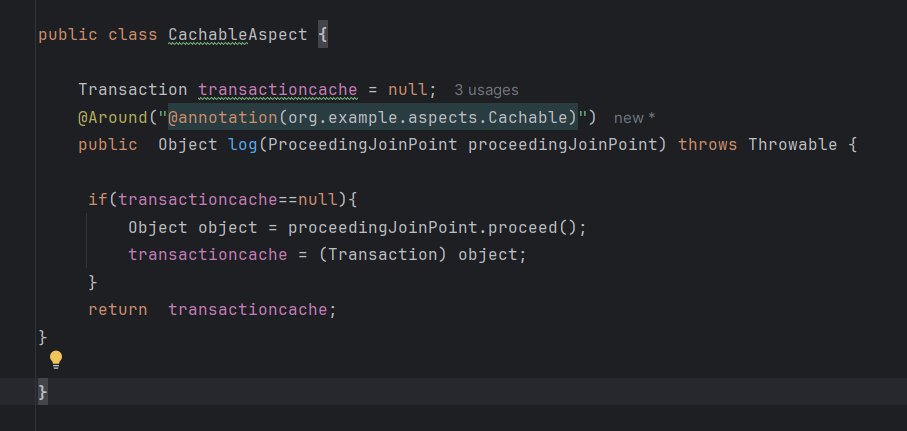 public class CachableAspect {
Transaction transactioncache = null; 3 usages
@Around("@annotation(org.example.aspects.Cachable)") new *
public  Object log(ProceedingJoinPoint proceedingJoinPoint) throws Throwable {
if(transactioncache==null){
Object object = proceedingJoinPoint.proceed();
transactioncache = (Transaction) object;
}
return  transactioncache;
}
}